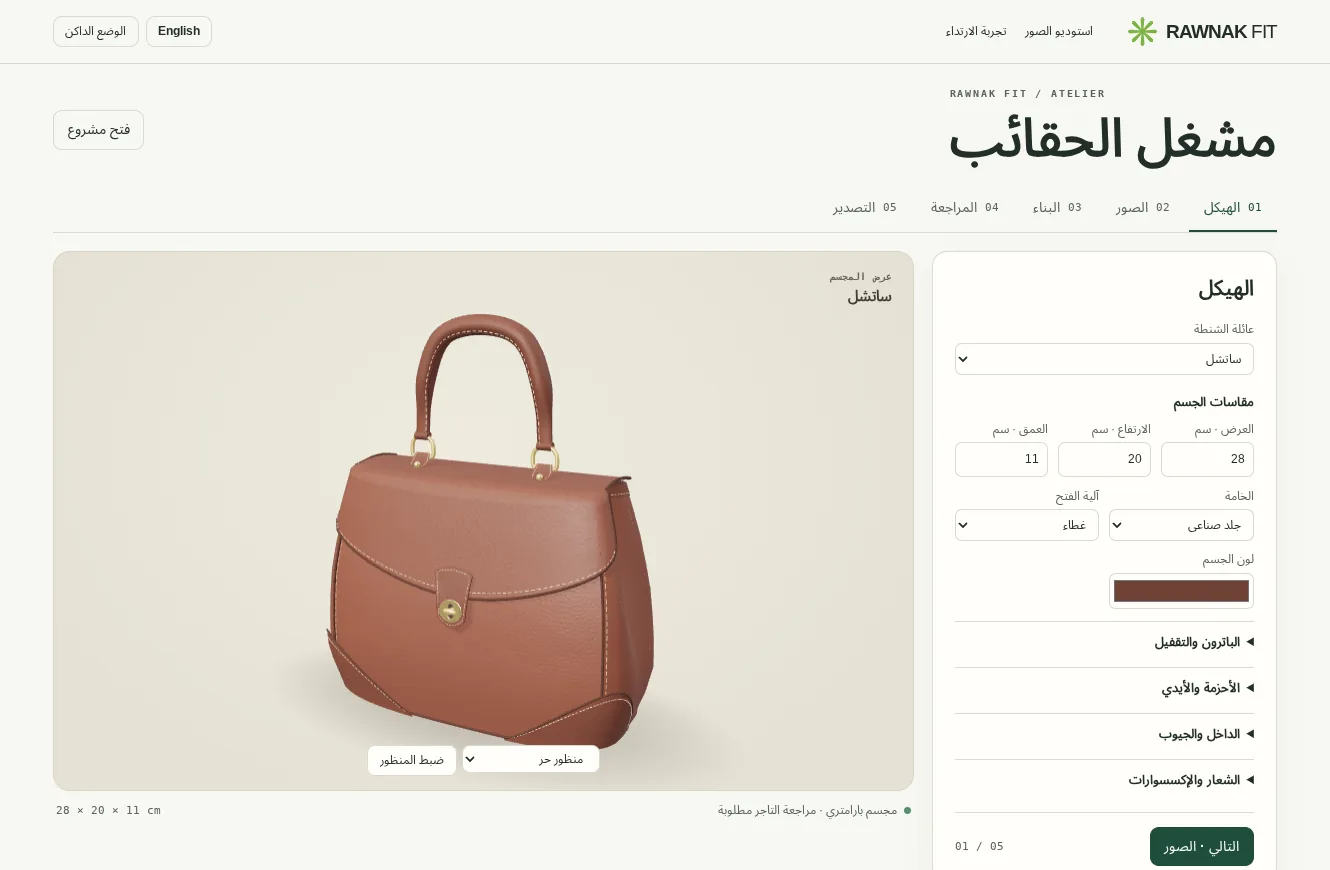 RAWNAK FIT
استوديو الصور
تجربة الارتداء
English
الوضع الداكن
RAWNAK FIT / ATELIER
مشغل الحقائب
فتح مشروع
01 الهيكل
02 الصور
03 البناء
04 المراجعة
05 التصدير
الهيكل
عائلة الشنطة
ساتشل
مقاسات الجسم
العرض · سم
الارتفاع · سم
العمق · سم
28
20
11
الخامة
آلية الفتح
جلد صناعى
غطاء
لون الجسم
الباترون والتقفيل
الأحزمة والأيدي
الداخل والجيوب
الشعار والإكسسوارات
التالي · الصور
01 / 05
عرض المجسم
ساتشل
منظور حر
ضبط المنظور
مجسم بارامتري · مراجعة التاجر مطلوبة
28 × 20 × 11 cm